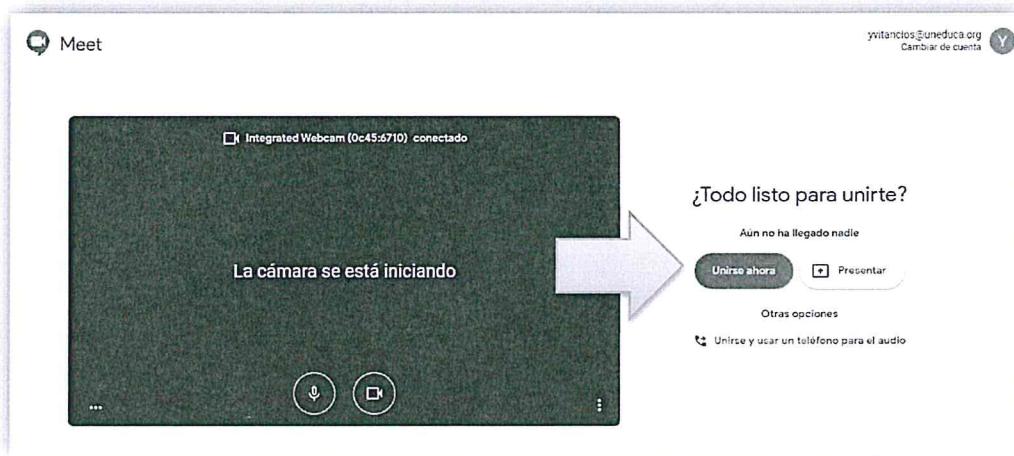 Meet
yvitancios@uneduca.org
Cambiar de cuenta
Y
Integrated Webcam (0c45:6710) conectado
La cámara se está iniciando
¿Todo listo para unirte?
Aún no ha llegado nadie
Unirse ahora
Presentar
Otras opciones
Unirse y usar un teléfono para el audio